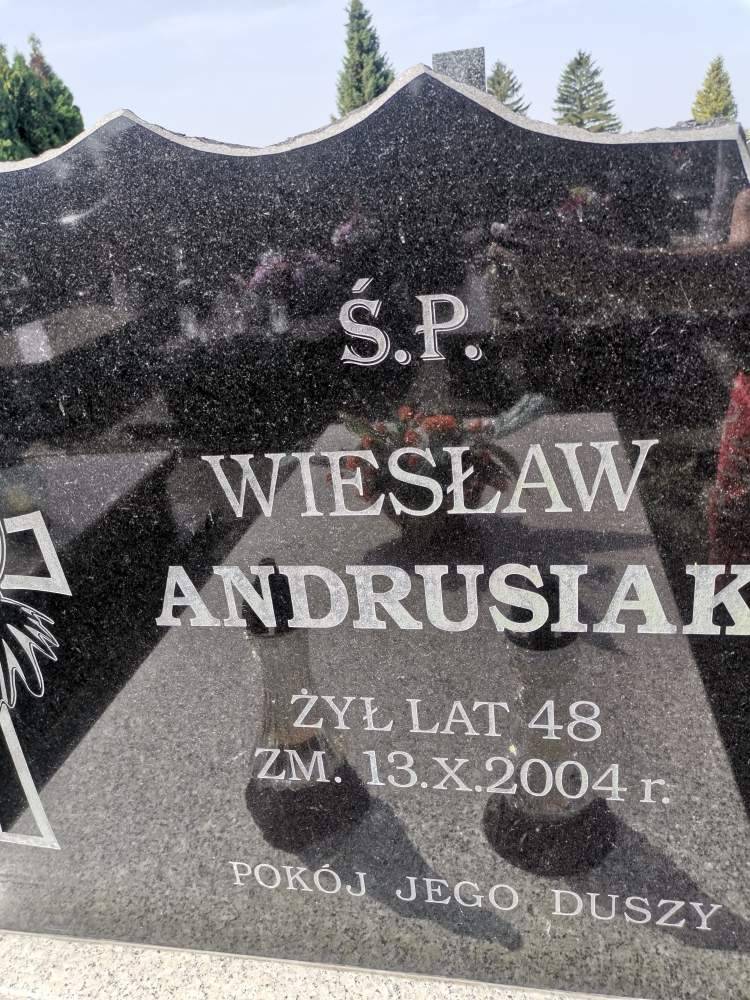 Ś.P.
WIESŁAW
ANDRUSIAK
ŻYŁ LAT 48
ZM. 13.X.2004 r.
POKÓJ JEGO DUSZY